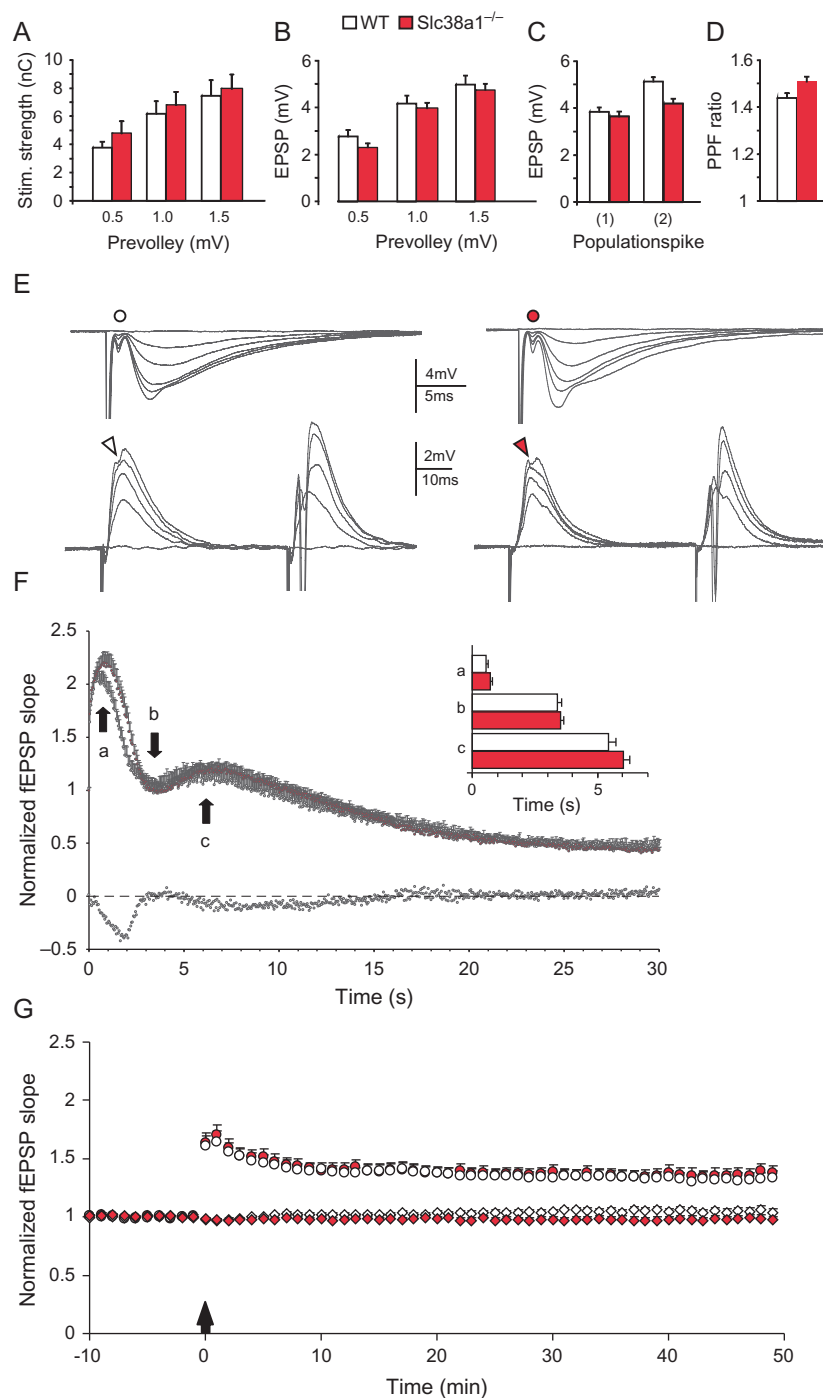 WT Slc38a1–/–
A
Stim. strength (nC)
10
8
6
4
2
0
0.5 1.0 1.5
Prevolley (mV)
B
EPSP (mV)
6
4
2
0
0.5 1.0 1.5
Prevolley (mV)
C
EPSP (mV)
6
4
2
0
(1) (2)
Populationspike
D
PPF ratio
1.6
1.4
1.2
1
E
4mV
5ms
2mV
10ms
F
Normalized fEPSP slope
2.5
2
1.5
1
0.5
0
–0.5
0 5 10 15 20 25 30
Time (s)
a
b
c
a
b
c
0 5
Time (s)
G
Normalized fEPSP slope
2.5
2
1.5
1
0.5
0
-10 0 10 20 30 40 50
Time (min)